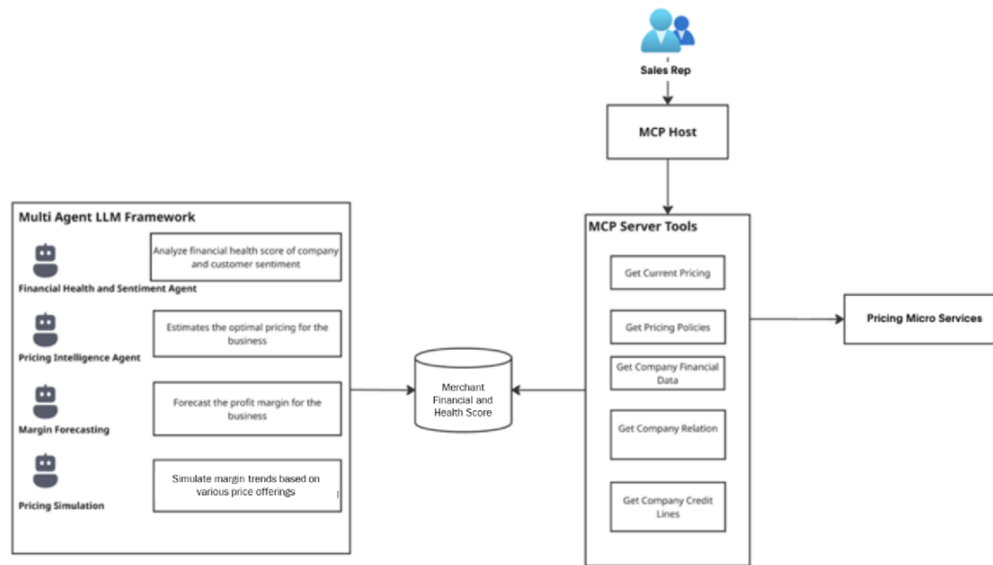 Sales Rep
MCP Host
Multi Agent LLM Framework
Analyze financial health score of company
and customer sentiment
Financial Health and Sentiment Agent
Estimates the optimal pricing for the
business
Pricing Intelligence Agent
Forecast the profit margin for the
business
Margin Forecasting
Simulate margin trends based on
various price offerings
Pricing Simulation
Merchant
Financial and
Health Score
MCP Server Tools
Get Current Pricing
Get Pricing Policies
Get Company Financial
Data
Get Company Relation
Get Company Credit
Lines
Pricing Micro Services